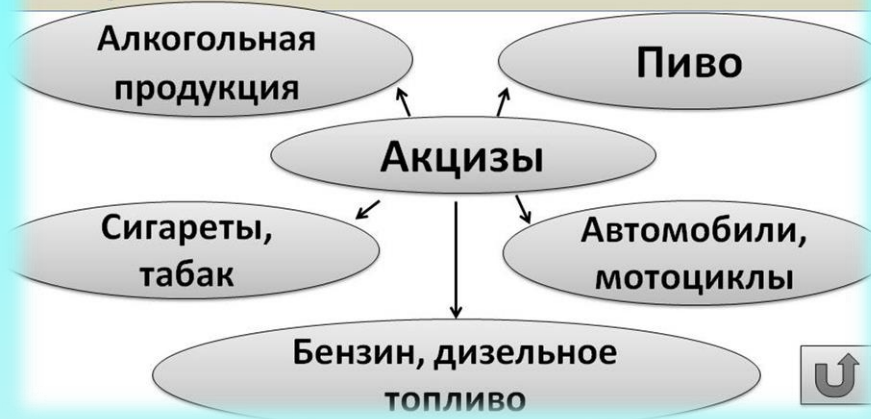 Алкогольная
продукция
Пиво
Акцизы
Сигареты,
табак
Автомобили,
мотоциклы
Бензин, дизельное
топливо